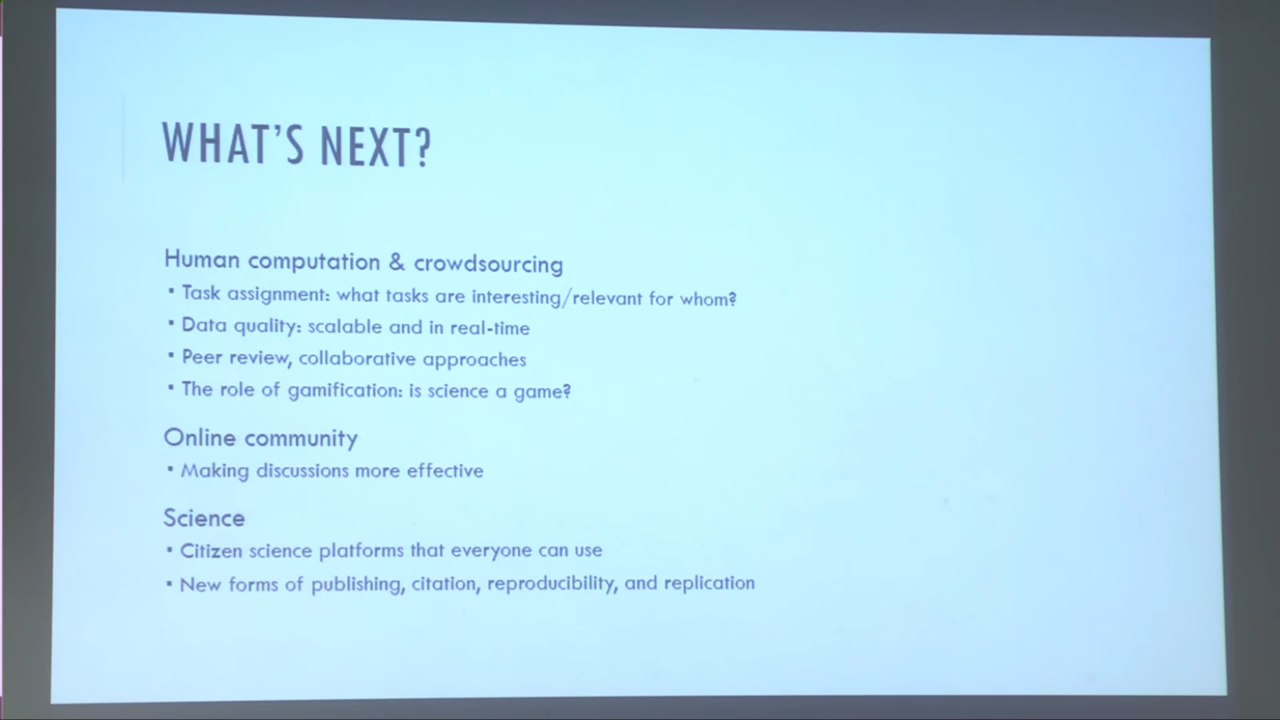 WHAT'S NEXT?
Human computation & crowdsourcing
▪ Task assignment: what tasks are interesting/relevant for whom?
▪ Data quality: scalable and in real-time
▪ Peer review, collaborative approaches
▪ The role of gamification: is science a game?
Online community
▪ Making discussions more effective
Science
▪ Citizen science platforms that everyone can use
▪ New forms of publishing, citation, reproducibility, and replication